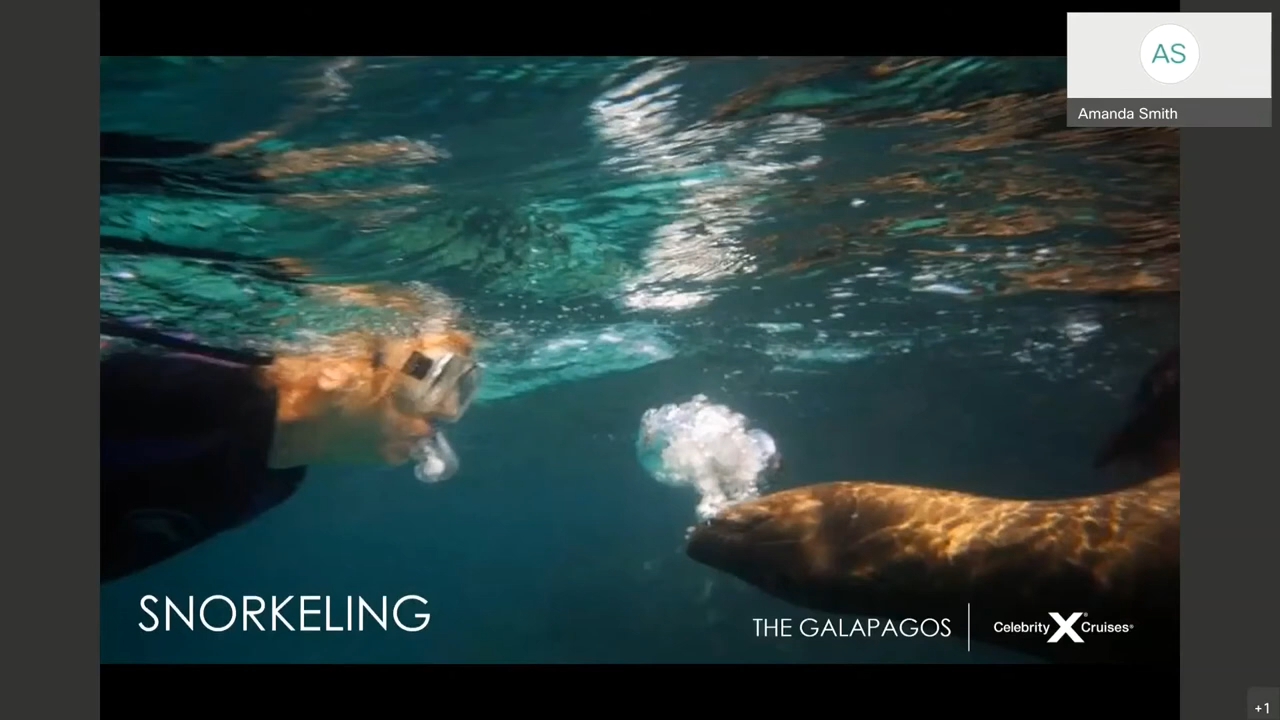 AS
Amanda Smith
SNORKELING
THE GALAPAGOS
Celebrity X Cruises®
+1